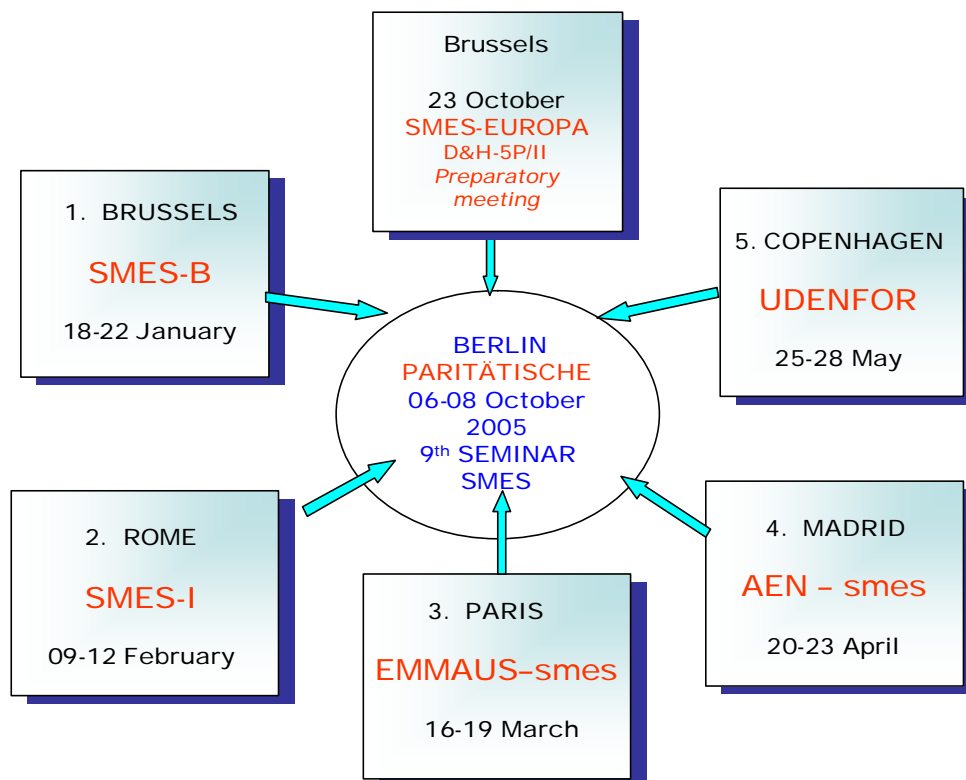 Brussels
23 October
SMES-EUROPA
D&H-5P/II
Preparatory
meeting
1. BRUSSELS
SMES-B
18-22 January
5. COPENHAGEN
UDENFOR
25-28 May
BERLIN
PARITÄTISCHE
06-08 October
2005
9th SEMINAR
SMES
2. ROME
SMES-I
09-12 February
3. PARIS
EMMAUS–smes
16-19 March
4. MADRID
AEN – smes
20-23 April